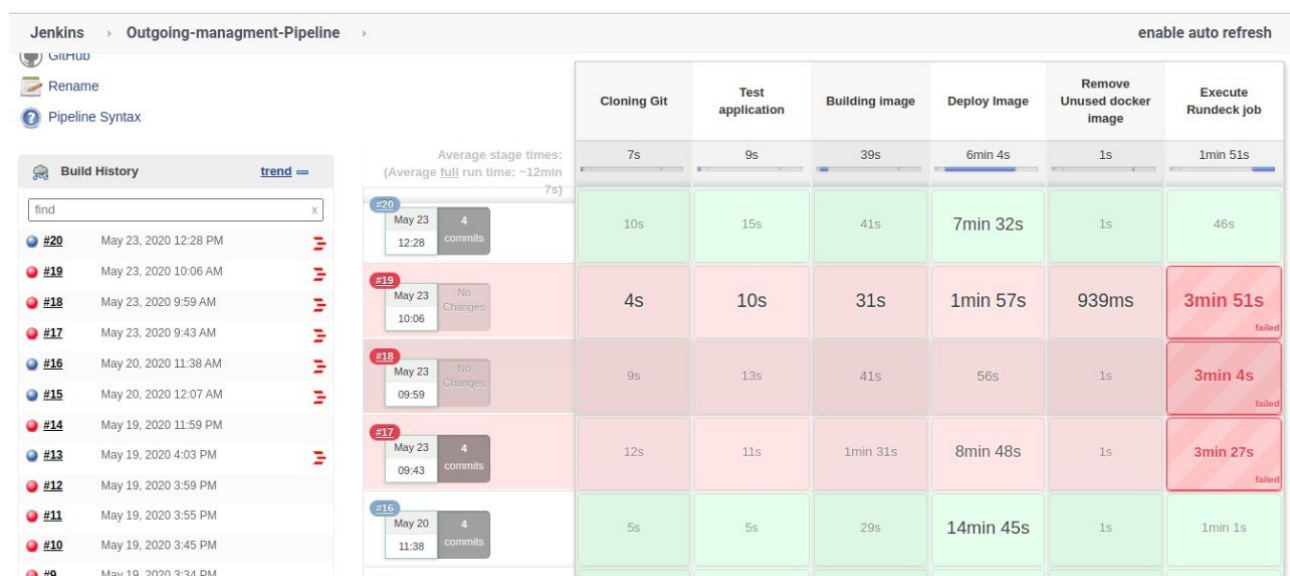 Jenkins › Outgoing-managment-Pipeline › enable auto refresh
GitHub
Rename
Pipeline Syntax
Build History trend
find x
#20 May 23, 2020 12:28 PM
#19 May 23, 2020 10:06 AM
#18 May 23, 2020 9:59 AM
#17 May 23, 2020 9:43 AM
#16 May 20, 2020 11:38 AM
#15 May 20, 2020 12:07 AM
#14 May 19, 2020 11:59 PM
#13 May 19, 2020 4:03 PM
#12 May 19, 2020 3:59 PM
#11 May 19, 2020 3:55 PM
#10 May 19, 2020 3:45 PM
#9 May 19, 2020 3:34 PM
Cloning Git
Test
application
Building image
Deploy Image
Remove
Unused docker
image
Execute
Rundeck job
Average stage times:
(Average full run time: ~12min
7s)
7s 9s 39s 6min 4s 1s 1min 51s
#20
May 23
12:28
4
commits
10s 15s 41s 7min 32s 1s 46s
#19
May 23
10:06
No
Changes
4s 10s 31s 1min 57s 939ms 3min 51s
failed
#18
May 23
09:59
No
Changes
9s 13s 41s 56s 1s 3min 4s
failed
#17
May 23
09:43
4
commits
12s 11s 1min 31s 8min 48s 1s 3min 27s
failed
#16
May 20
11:38
4
commits
5s 5s 29s 14min 45s 1s 1min 1s